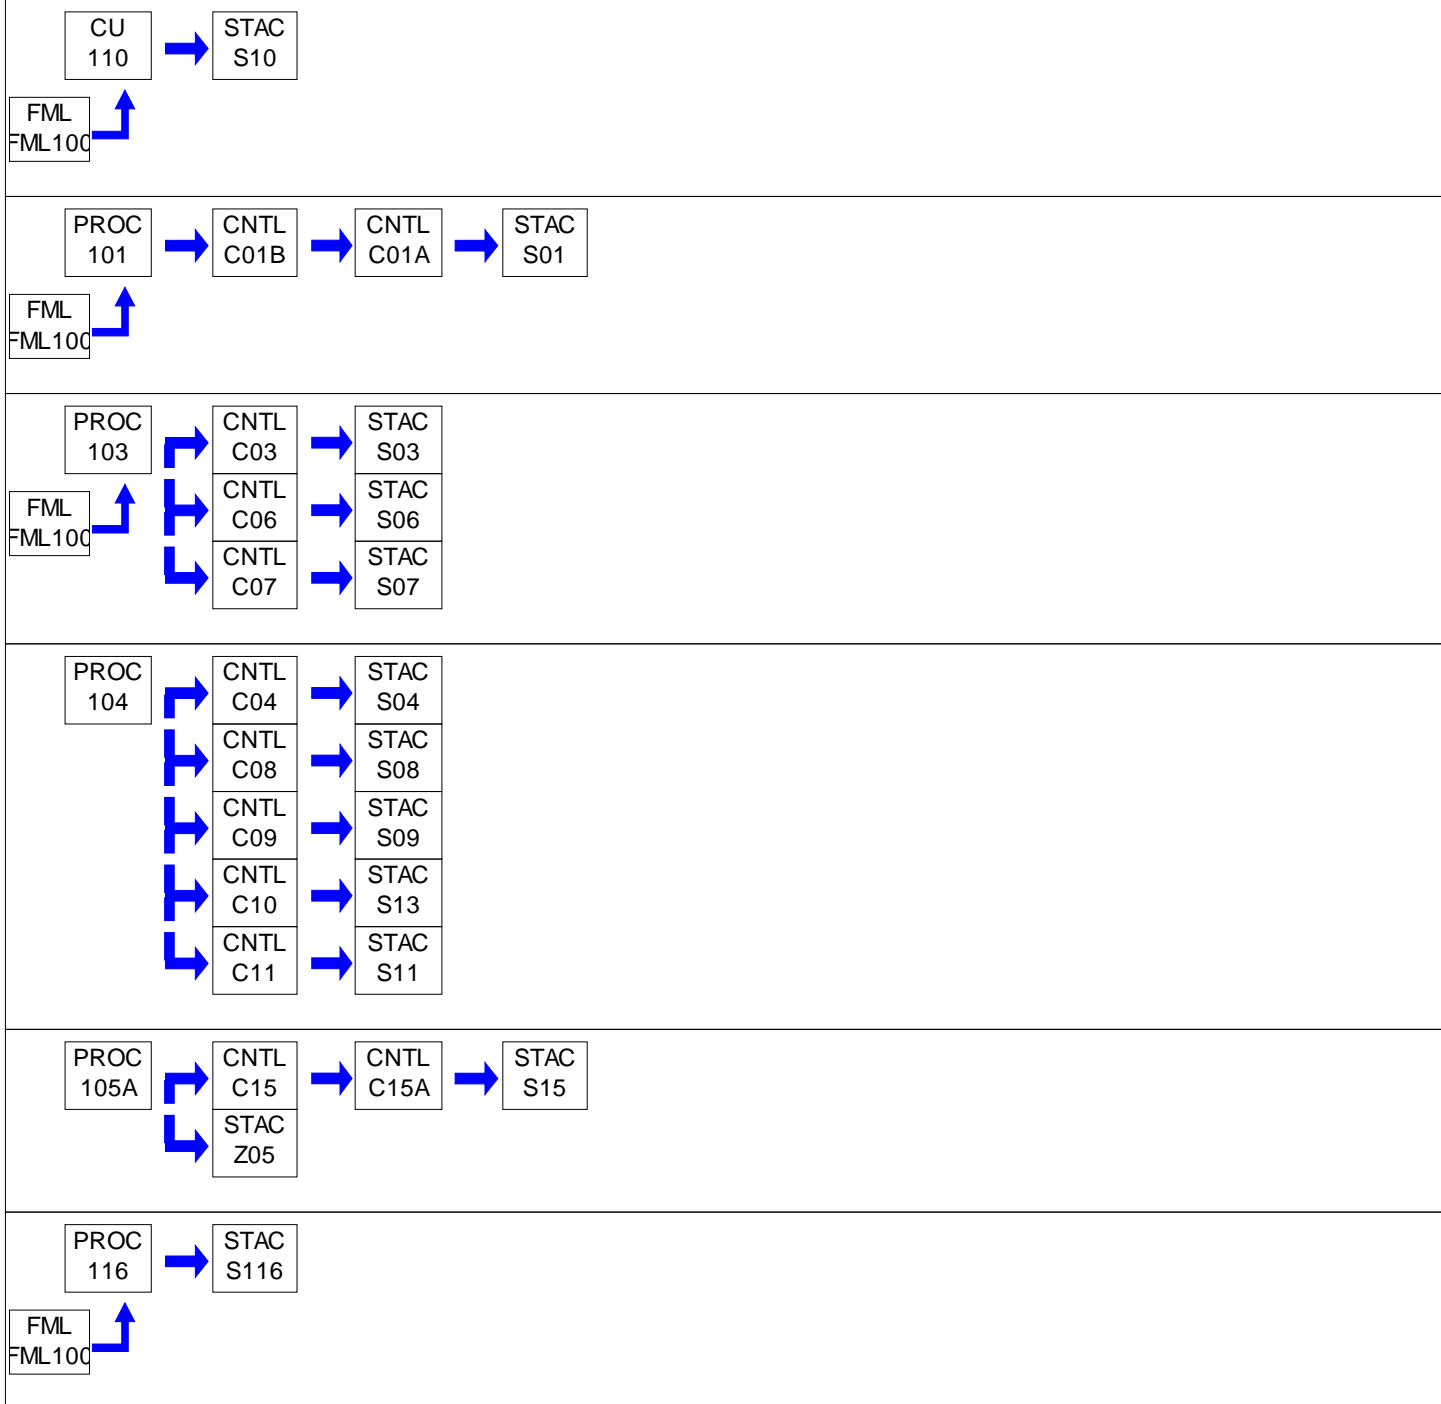 CU
110
STAC
S10
FML
FML100
PROC
101
CNTL
C01B
CNTL
C01A
STAC
S01
FML
FML100
PROC
103
CNTL
C03
STAC
S03
CNTL
C06
STAC
S06
CNTL
C07
STAC
S07
FML
FML100
PROC
104
CNTL
C04
STAC
S04
CNTL
C08
STAC
S08
CNTL
C09
STAC
S09
CNTL
C10
STAC
S13
CNTL
C11
STAC
S11
PROC
105A
CNTL
C15
CNTL
C15A
STAC
S15
STAC
Z05
PROC
116
STAC
S116
FML
FML100